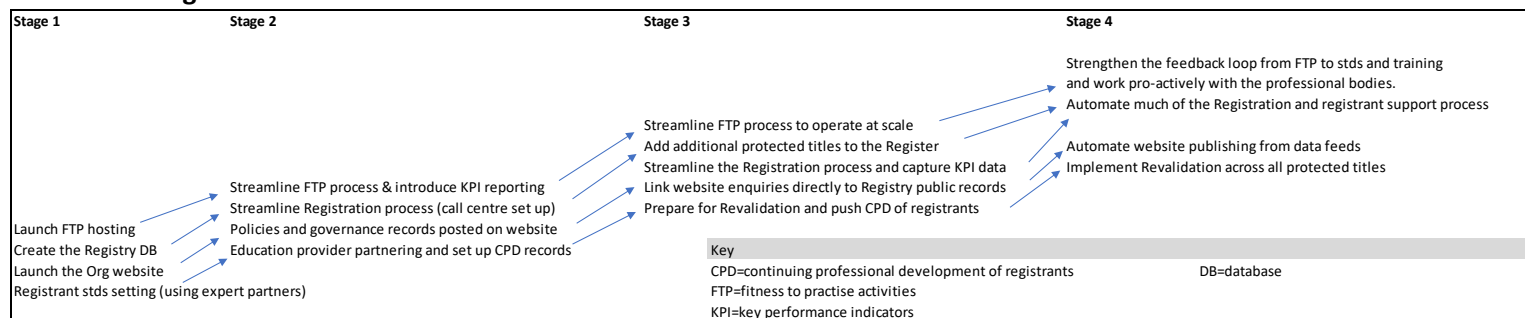 Stage 1 Stage 2 Stage 3 Stage 4
Strengthen the feedback loop from FTP to stds and training
and work pro-actively with the professional bodies.
Automate much of the Registration and registrant support process
Streamline FTP process to operate at scale
Add additional protected titles to the Register Automate website publishing from data feeds
Streamline the Registration process and capture KPI data Implement Revalidation across all protected titles
Streamline FTP process & introduce KPI reporting Link website enquiries directly to Registry public records
Streamline Registration process (call centre set up) Prepare for Revalidation and push CPD of registrants
Launch FTP hosting Policies and governance records posted on website
Create the Registry DB Education provider partnering and set up CPD records Key
Launch the Org website CPD=continuing professional development of registrants DB=database
Registrant stds setting (using expert partners) FTP=fitness to practise activities
KPI=key performance indicators